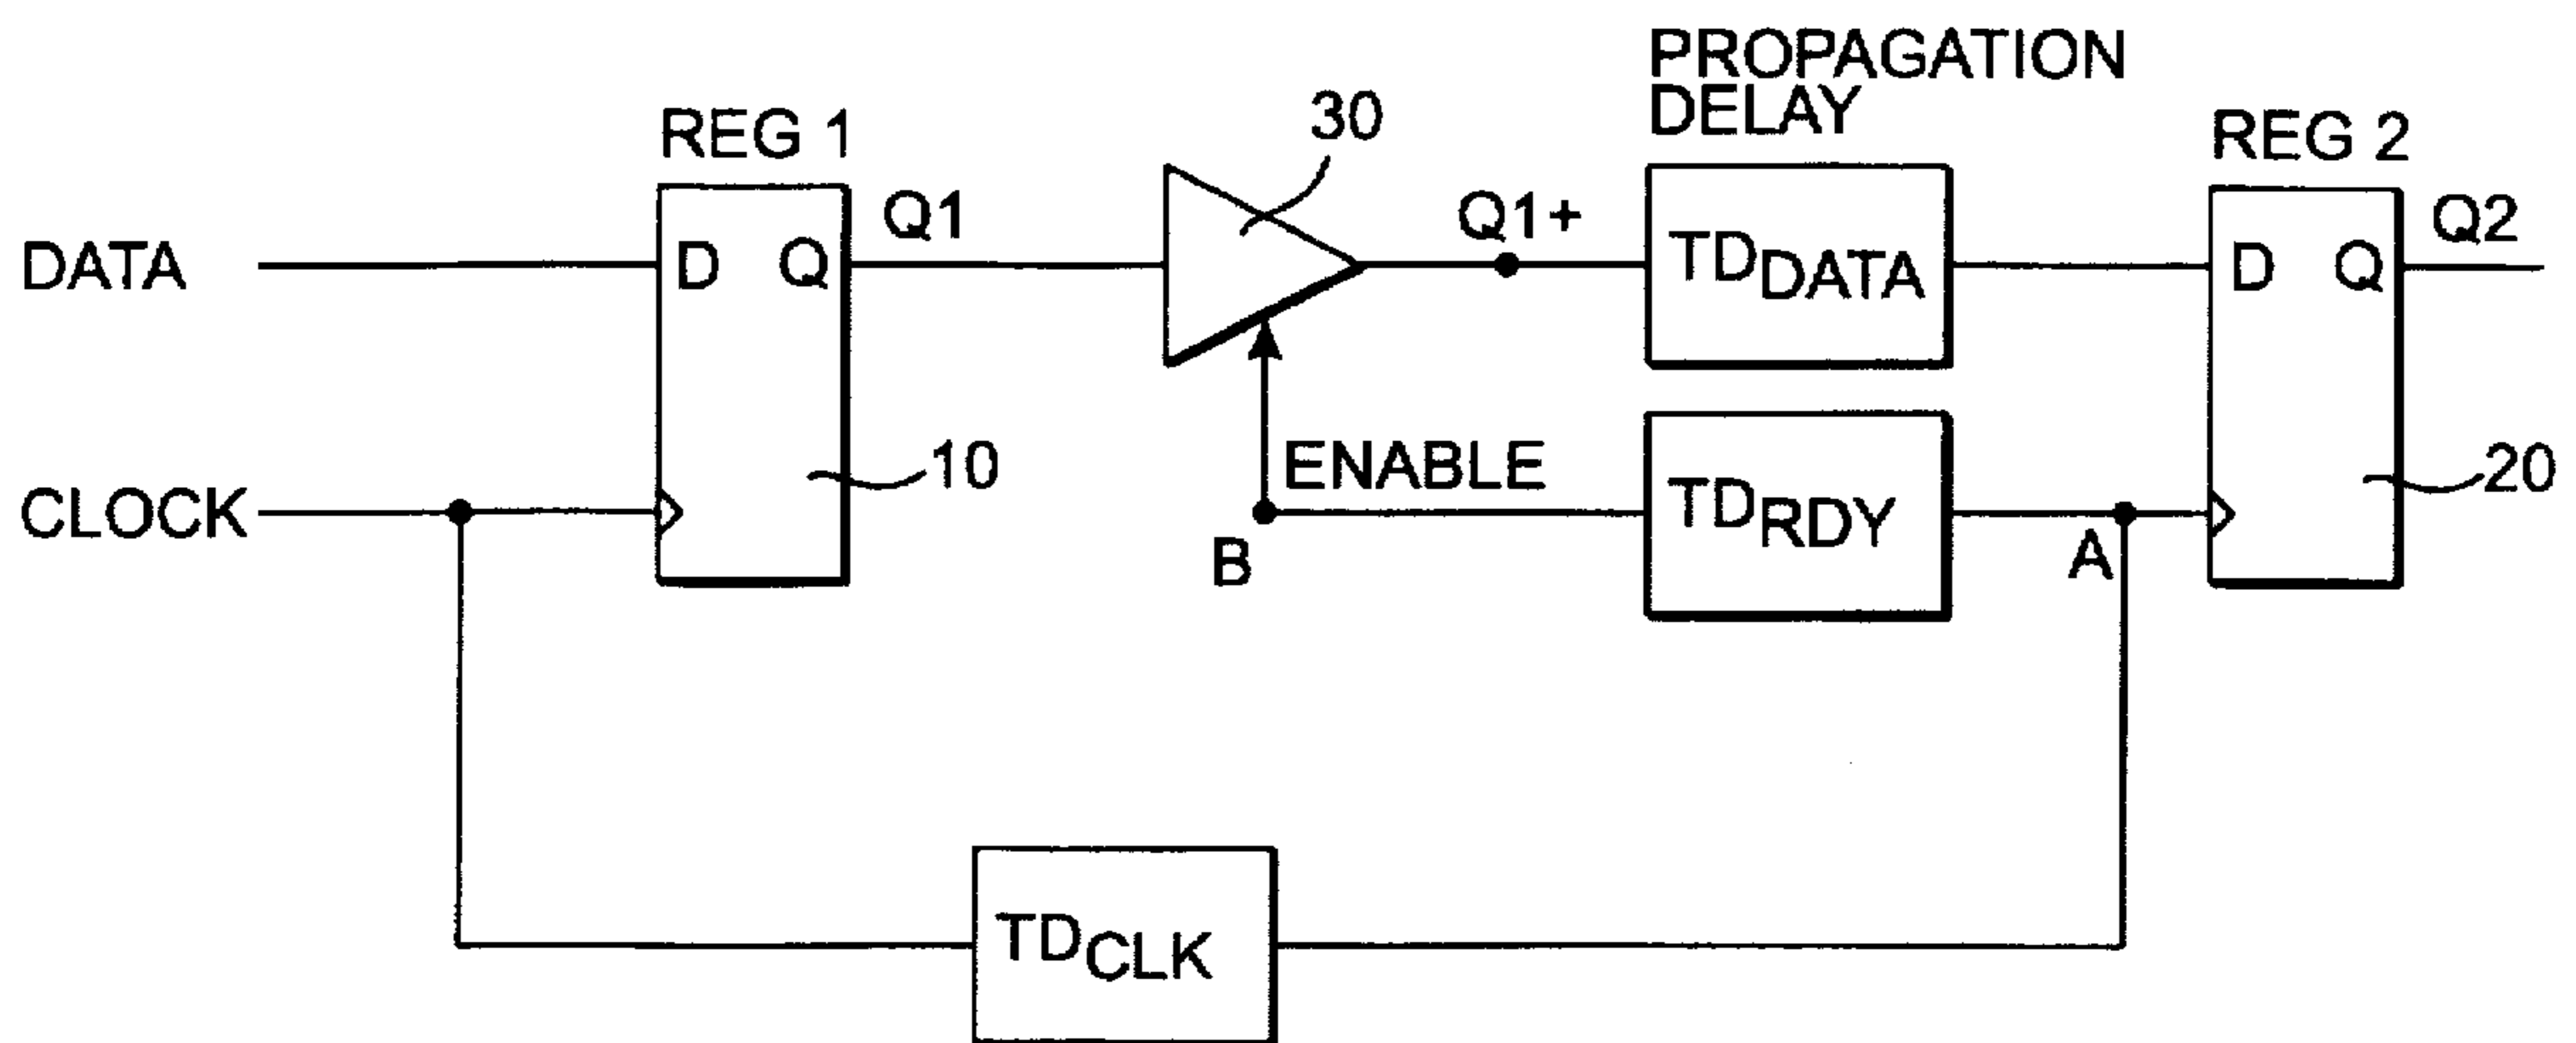 PROPAGATION
DELAY
REG 1
30
REG 2
DATA
D Q
Q1
Q1+
TDDATA
D Q
Q2
CLOCK
10
ENABLE
B
TDRDY
A
20
TDCLK